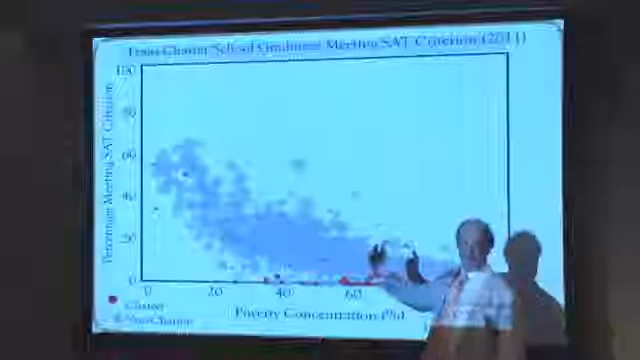 Texas Charter School Graduates Meeting SAT Criterion (2011)
100
80
60
40
20
0
Percentage Meeting SAT Criterion
0 20 40 60
Poverty Concentration
Charter
Non-Charter